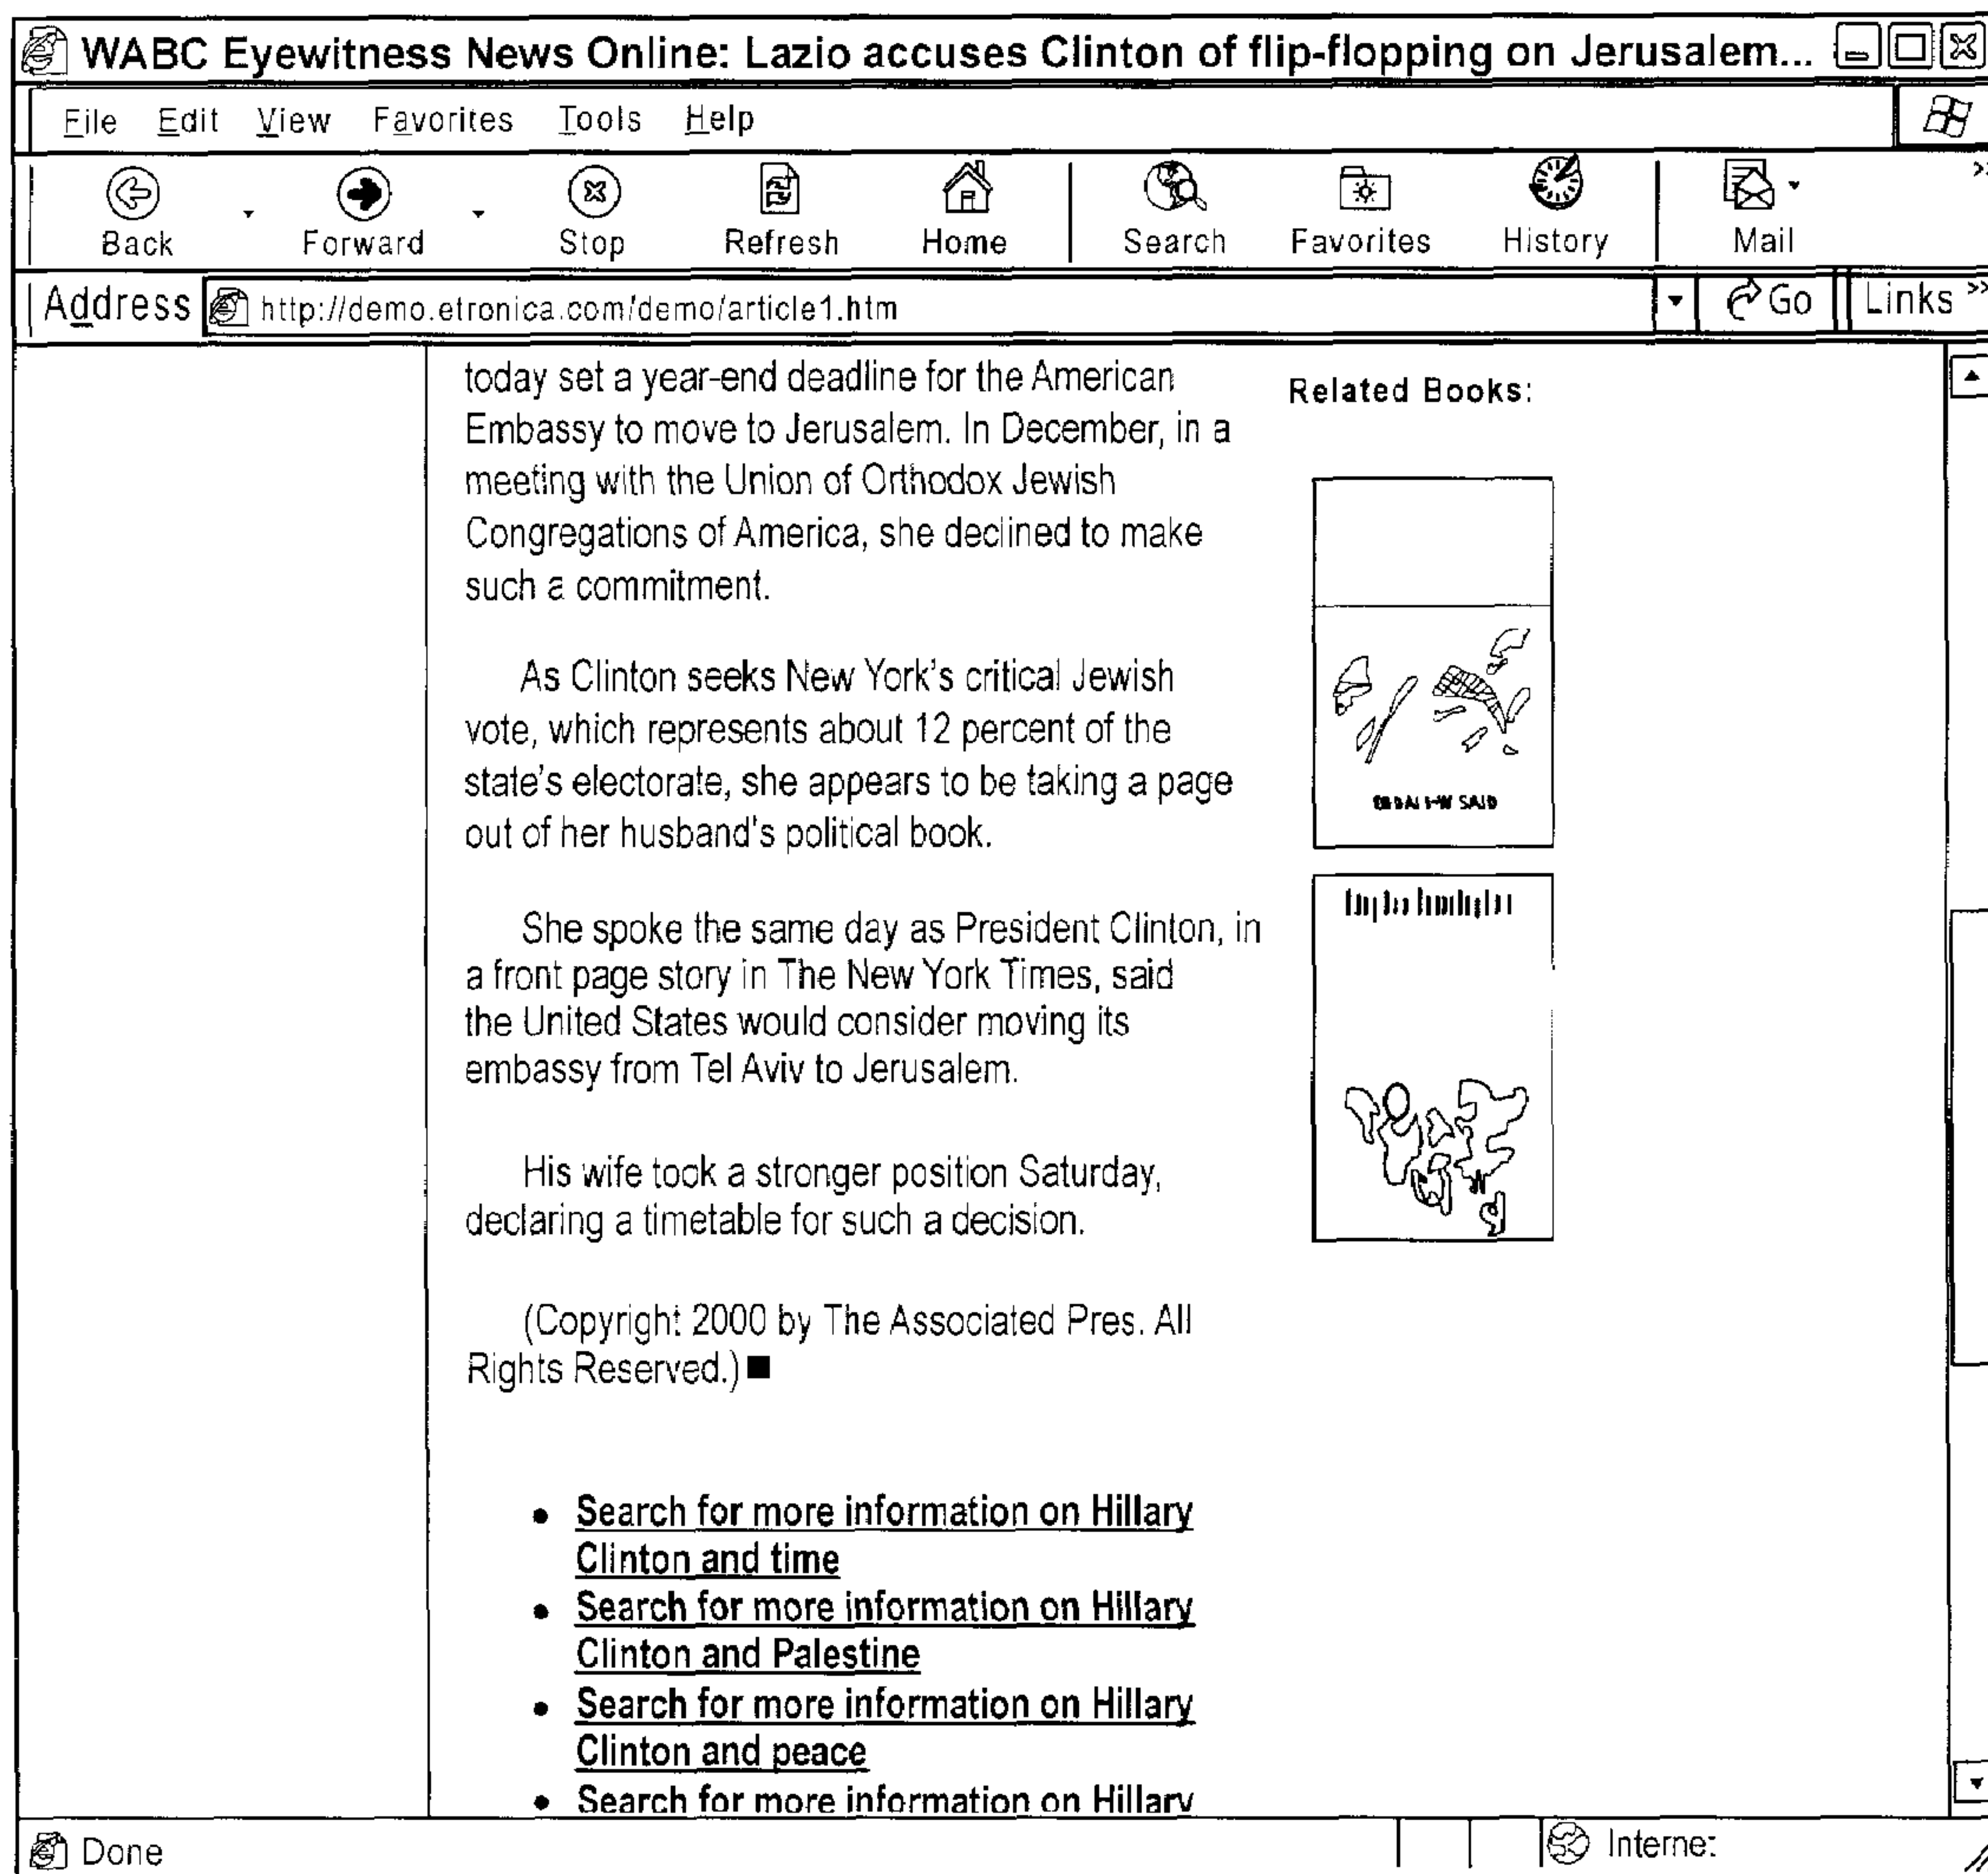 WABC Eyewitness News Online: Lazio accuses Clinton of flip-flopping on Jerusalem...
File Edit View Favorites Tools Help
Back Forward Stop Refresh Home Search Favorites History Mail »
Address http://demo.etronica.com/demo/article1.htm Go Links »
today set a year-end deadline for the American
Embassy to move to Jerusalem. In December, in a
meeting with the Union of Orthodox Jewish
Congregations of America, she declined to make
such a commitment.
As Clinton seeks New York's critical Jewish
vote, which represents about 12 percent of the
state's electorate, she appears to be taking a page
out of her husband's political book.
She spoke the same day as President Clinton, in
a front page story in The New York Times, said
the United States would consider moving its
embassy from Tel Aviv to Jerusalem.
His wife took a stronger position Saturday,
declaring a timetable for such a decision.
(Copyright 2000 by The Associated Pres. All
Rights Reserved.)■
• Search for more information on Hillary
Clinton and time
• Search for more information on Hillary
Clinton and Palestine
• Search for more information on Hillary
Clinton and peace
• Search for more information on Hillary
Related Books:
SAID
Done Internet